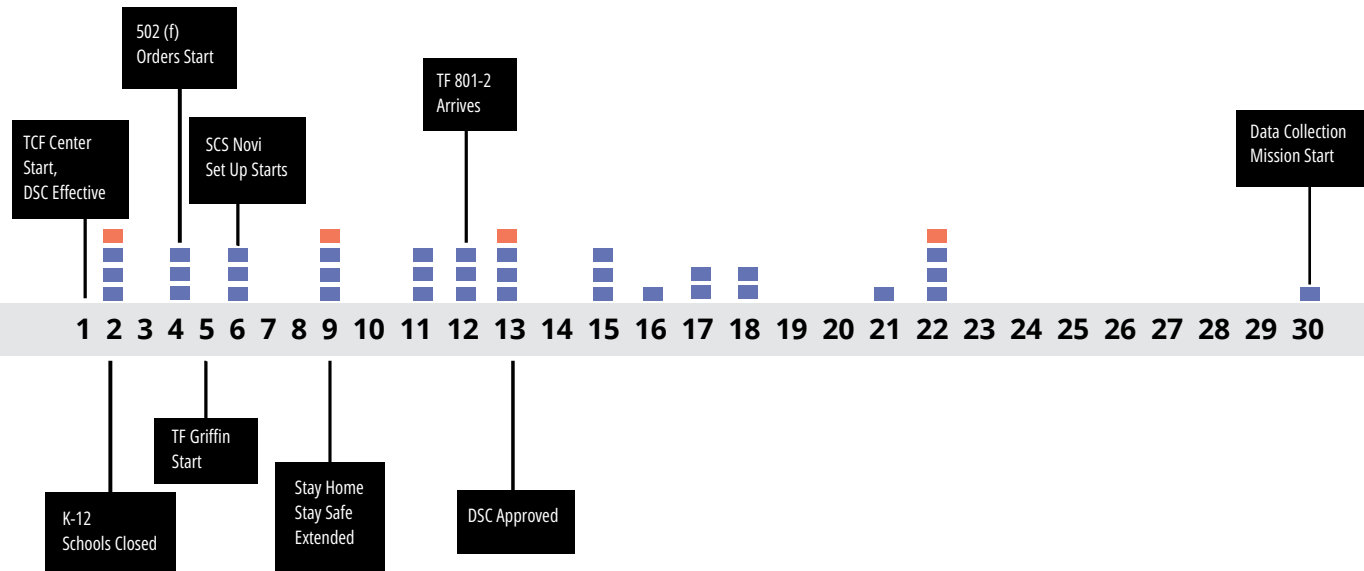 502 (f)
Orders Start
TF 801-2
Arrives
TCF Center
Start,
DSC Effective
SCS Novi
Set Up Starts
Data Collection
Mission Start
1 2 3 4 5 6 7 8 9 10 11 12 13 14 15 16 17 18 19 20 21 22 23 24 25 26 27 28 29 30
TF Griffin
Start
Stay Home
Stay Safe
Extended
K-12
Schools Closed
DSC Approved